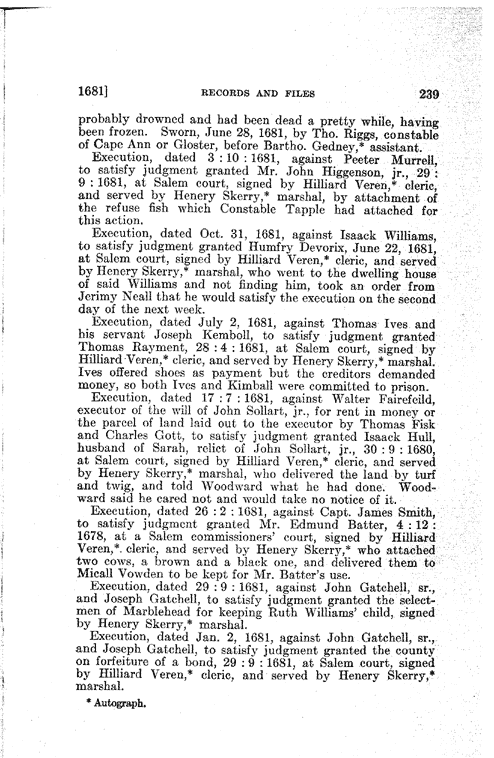 1681] RECORDS AND FILES 239
probably drowned and had been dead a pretty while, having
been frozen. Sworn, June 28, 1681, by Tho. Riggs, constable
of Cape Ann or Gloster, before Bartho. Gedney,* assistant.
Execution, dated 3 : 10 : 1681, against Peeter Murrell,
to satisfy judgment granted Mr. John Higgenson, jr., 29 :
9 : 1681, at Salem court, signed by Hilliard Veren,* cleric,
and served by Henery Skerry,* marshal, by attachment of
the refuse fish which Constable Tapple had attached for
this action.
Execution, dated Oct. 31, 1681, against Isaack Williams,
to satisfy judgment granted Humfry Devorix, June 22, 1681,
at Salem court, signed by Hilliard Veren,* cleric, and served
by Henery Skerry,* marshal, who went to the dwelling house
of said Williams and not finding him, took an order from
Jerimy Neall that he would satisfy the execution on the second
day of the next week.
Execution, dated July 2, 1681, against Thomas Ives and
his servant Joseph Kemboll, to satisfy judgment granted
Thomas Rayment, 28 : 4 : 1681, at Salem court, signed by
Hilliard Veren,* cleric, and served by Henery Skerry,* marshal.
Ives offered shoes as payment but the creditors demanded
money, so both Ives and Kimball were committed to prison.
Execution, dated 17 : 7 : 1681, against Walter Fairefeild,
executor of the will of John Sollart, jr., for rent in money or
the parcel of land laid out to the executor by Thomas Fisk
and Charles Gott, to satisfy judgment granted Isaack Hull,
husband of Sarah, relict of John Sollart, jr., 30 : 9 : 1680,
at Salem court, signed by Hilliard Veren,* cleric, and served
by Henery Skerry,* marshal, who delivered the land by turf
and twig, and told Woodward what he had done. Wood-
ward said he cared not and would take no notice of it.
Execution, dated 26 : 2 : 1681, against Capt. James Smith,
to satisfy judgment granted Mr. Edmund Batter, 4 : 12 :
1678, at a Salem commissioners' court, signed by Hilliard
Veren,* cleric, and served by Henery Skerry,* who attached
two cows, a brown and a black one, and delivered them to
Micall Vowden to be kept for Mr. Batter's use.
Execution, dated 29 : 9 : 1681, against John Gatchell, sr.,
and Joseph Gatchell, to satisfy judgment granted the select-
men of Marblehead for keeping Ruth Williams' child, signed
by Henery Skerry,* marshal.
Execution, dated Jan. 2, 1681, against John Gatchell, sr.,
and Joseph Gatchell, to satisfy judgment granted the county
on forfeiture of a bond, 29 : 9 : 1681, at Salem court, signed
by Hilliard Veren,* cleric, and served by Henery Skerry,*
marshal.
* Autograph.